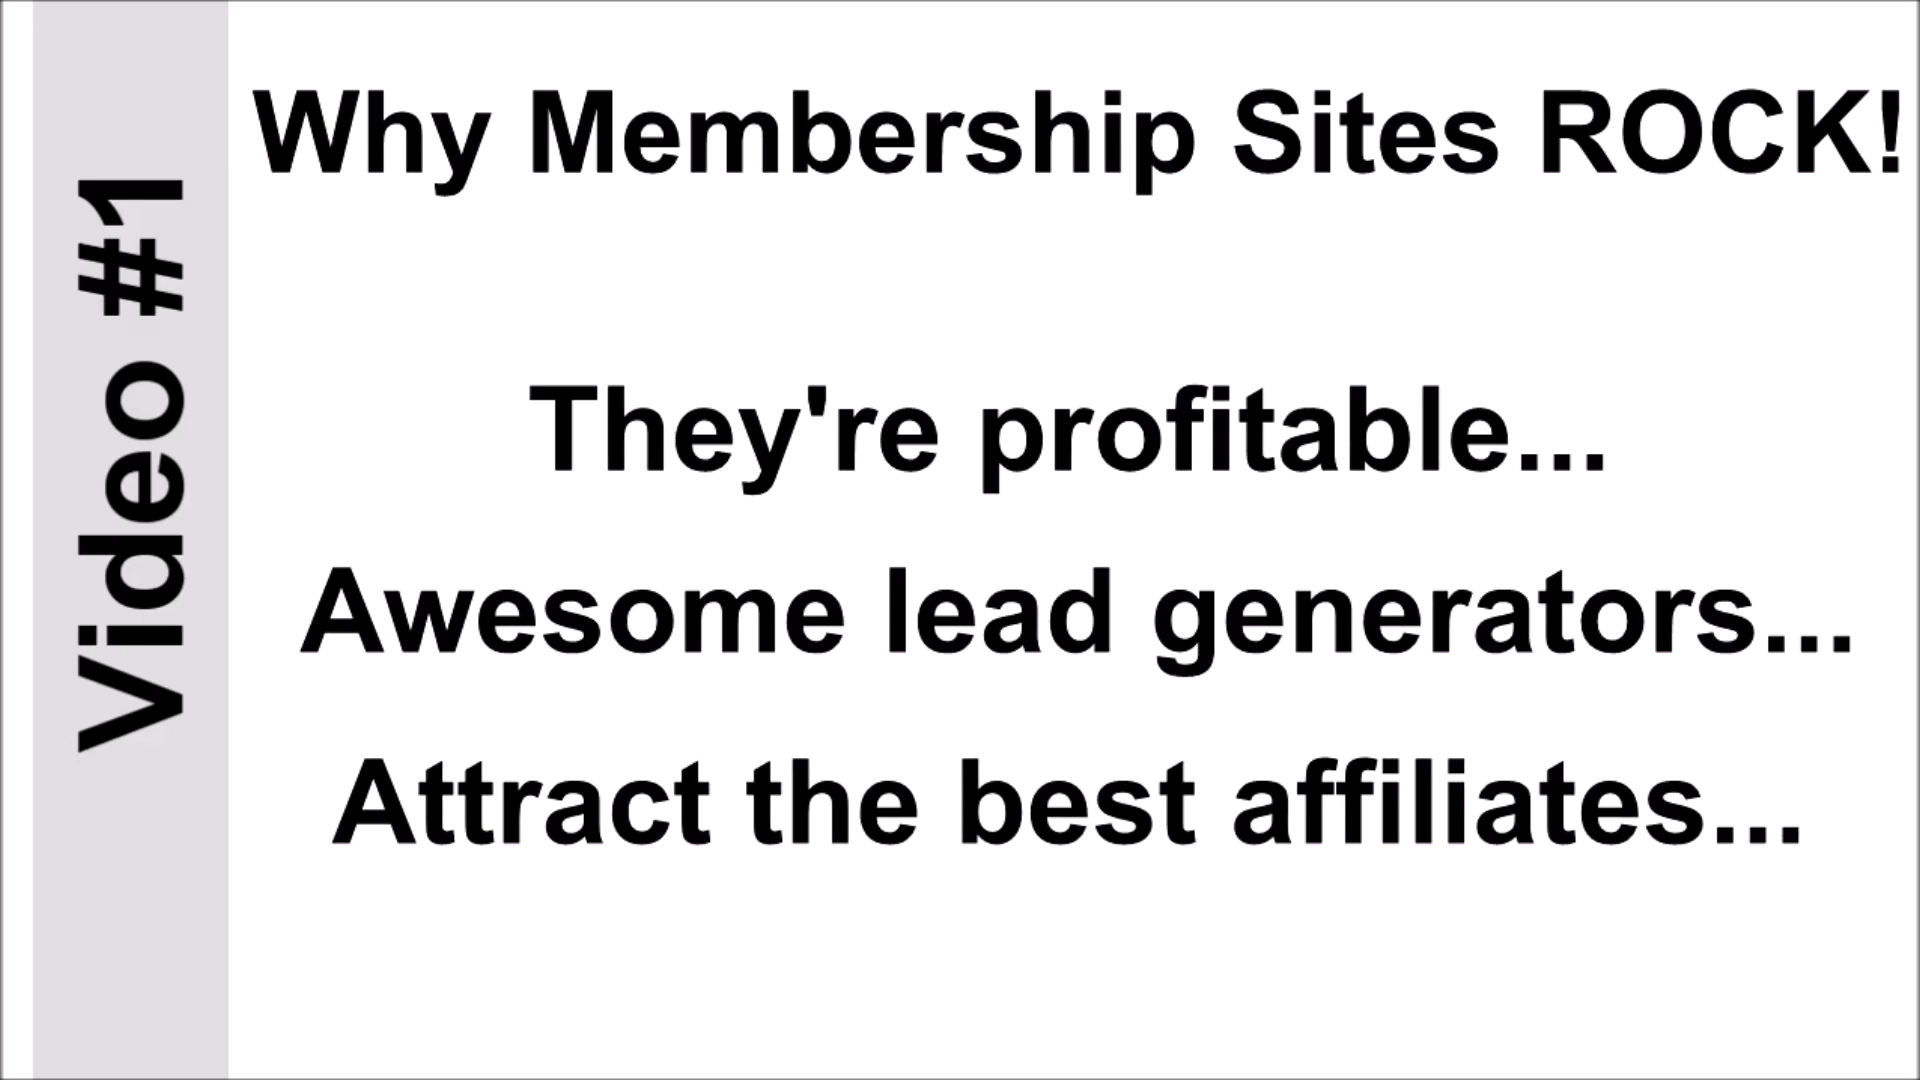 Video #1
Why Membership Sites ROCK!
They're profitable...
Awesome lead generators...
Attract the best affiliates...